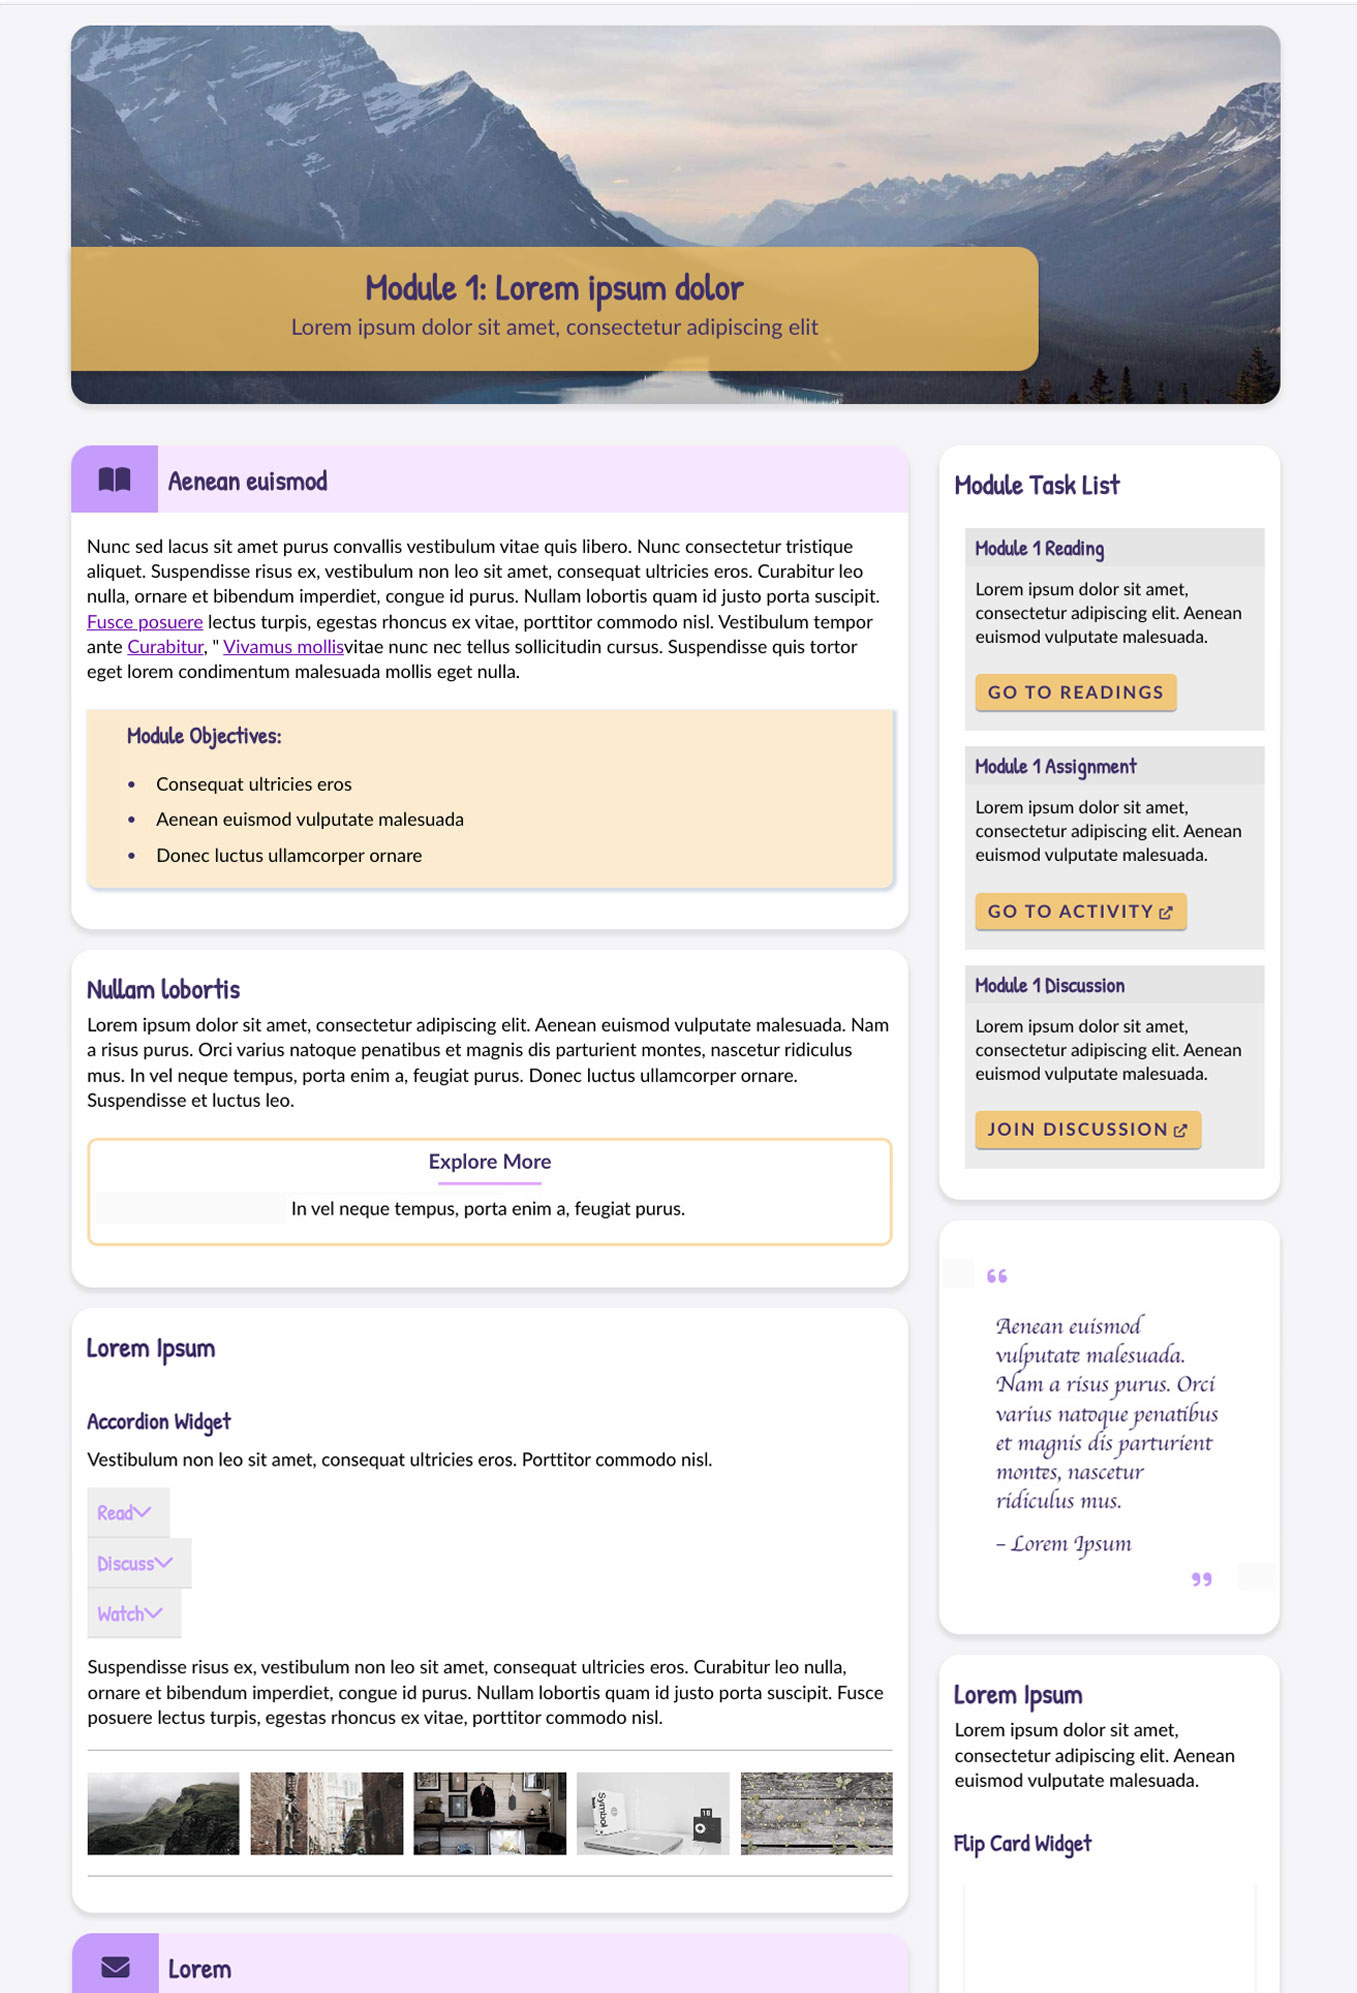 Module 1: Lorem ipsum dolor
Lorem ipsum dolor sit amet, consectetur adipiscing elit
Aenean euismod
Nunc sed lacus sit amet purus convallis vestibulum vitae quis libero. Nunc consectetur tristique
aliquet. Suspendisse risus ex, vestibulum non leo sit amet, consequat ultricies eros. Curabitur leo
nulla, ornare et bibendum imperdiet, congue id purus. Nullam lobortis quam id justo porta suscipit.
Fusce posuere lectus turpis, egestas rhoncus ex vitae, porttitor commodo nisl. Vestibulum tempor
ante Curabitur, " Vivamus mollisvitae nunc nec tellus sollicitudin cursus. Suspendisse quis tortor
eget lorem condimentum malesuada mollis eget nulla.
Module Objectives:
• Consequat ultricies eros
• Aenean euismod vulputate malesuada
• Donec luctus ullamcorper ornare
Nullam lobortis
Lorem ipsum dolor sit amet, consectetur adipiscing elit. Aenean euismod vulputate malesuada. Nam
a risus purus. Orci varius natoque penatibus et magnis dis parturient montes, nascetur ridiculus
mus. In vel neque tempus, porta enim a, feugiat purus. Donec luctus ullamcorper ornare.
Suspendisse et luctus leo.
Explore More
In vel neque tempus, porta enim a, feugiat purus.
Lorem Ipsum
Accordion Widget
Vestibulum non leo sit amet, consequat ultricies eros. Porttitor commodo nisl.
Read
Discuss
Watch
Suspendisse risus ex, vestibulum non leo sit amet, consequat ultricies eros. Curabitur leo nulla,
ornare et bibendum imperdiet, congue id purus. Nullam lobortis quam id justo porta suscipit. Fusce
posuere lectus turpis, egestas rhoncus ex vitae, porttitor commodo nisl.
Symbol
18
Lorem
Module Task List
Module 1 Reading
Lorem ipsum dolor sit amet,
consectetur adipiscing elit. Aenean
euismod vulputate malesuada.
GO TO READINGS
Module 1 Assignment
Lorem ipsum dolor sit amet,
consectetur adipiscing elit. Aenean
euismod vulputate malesuada.
GO TO ACTIVITY
Module 1 Discussion
Lorem ipsum dolor sit amet,
consectetur adipiscing elit. Aenean
euismod vulputate malesuada.
JOIN DISCUSSION
“
Aenean euismod
vulputate malesuada.
Nam a risus purus. Orci
varius natoque penatibus
et magnis dis parturient
montes, nascetur
ridiculus mus.
– Lorem Ipsum
”
Lorem Ipsum
Lorem ipsum dolor sit amet,
consectetur adipiscing elit. Aenean
euismod vulputate malesuada.
Flip Card Widget